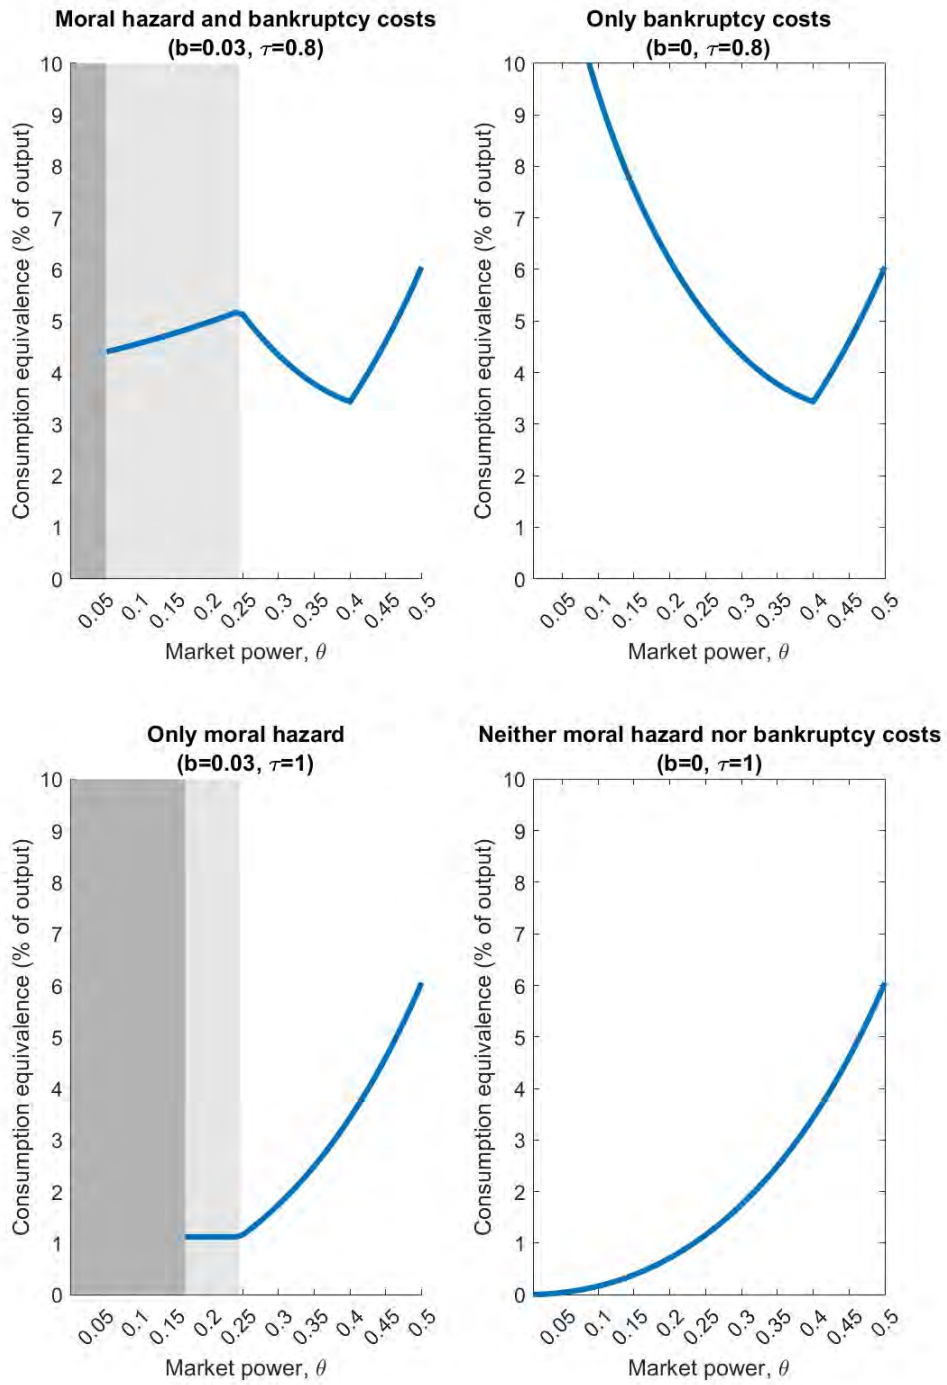 Moral hazard and bankruptcy costs
(b=0.03, τ=0.8)
Consumption equivalence (% of output)
10
9
8
7
6
5
4
3
2
1
0
0.05 0.1 0.15 0.2 0.25 0.3 0.35 0.4 0.45 0.5
Market power, θ
Only bankruptcy costs
(b=0, τ=0.8)
Consumption equivalence (% of output)
10
9
8
7
6
5
4
3
2
1
0
0.05 0.1 0.15 0.2 0.25 0.3 0.35 0.4 0.45 0.5
Market power, θ
Only moral hazard
(b=0.03, τ=1)
Consumption equivalence (% of output)
10
9
8
7
6
5
4
3
2
1
0
0.05 0.1 0.15 0.2 0.25 0.3 0.35 0.4 0.45 0.5
Market power, θ
Neither moral hazard nor bankruptcy costs
(b=0, τ=1)
Consumption equivalence (% of output)
10
9
8
7
6
5
4
3
2
1
0
0.05 0.1 0.15 0.2 0.25 0.3 0.35 0.4 0.45 0.5
Market power, θ